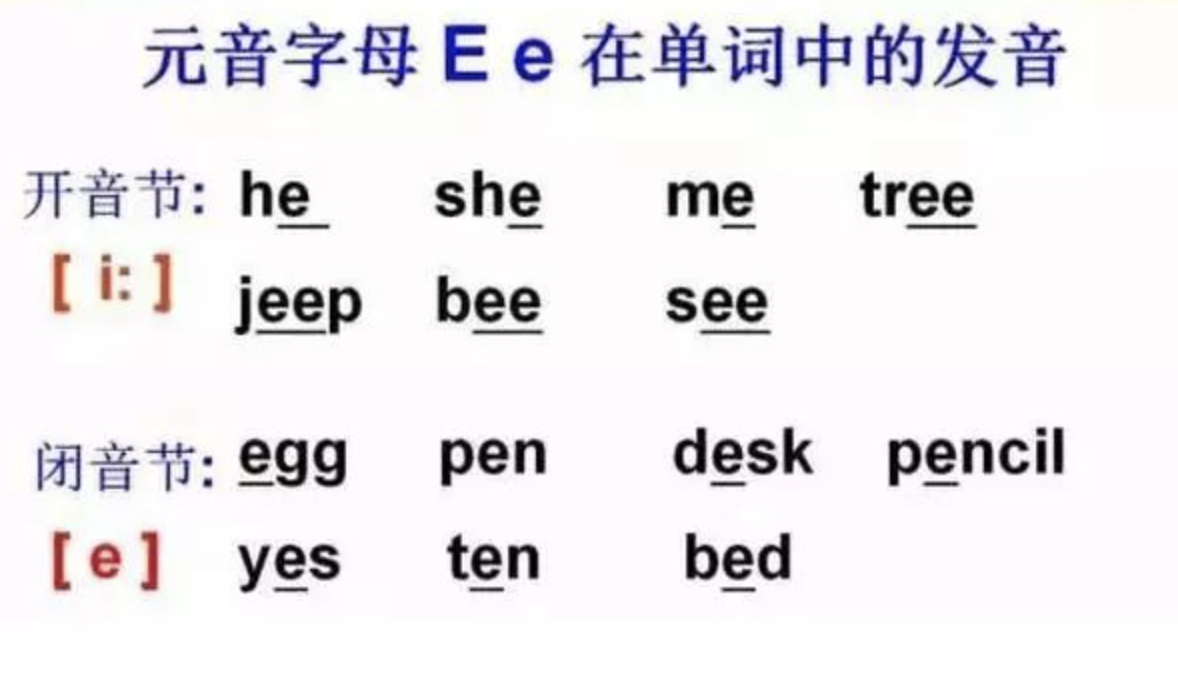 元音字母 E e 在单词中的发音
开音节: he she me tree
[ i: ] jeep bee see
闭音节: egg pen desk pencil
[ e ] yes ten bed